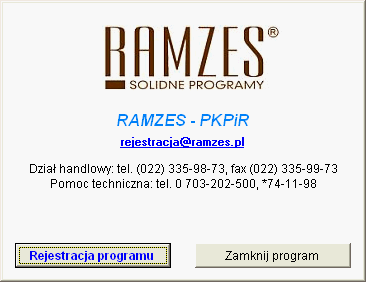 RAMZES®
SOLIDNE PROGRAMY
RAMZES - PKPiR
rejestracja@ramzes.pl
Dział handlowy: tel. (022) 335-98-73, fax (022) 335-99-73
Pomoc techniczna: tel. 0 703-202-500, *74-11-98
Rejestracja programu
Zamknij program